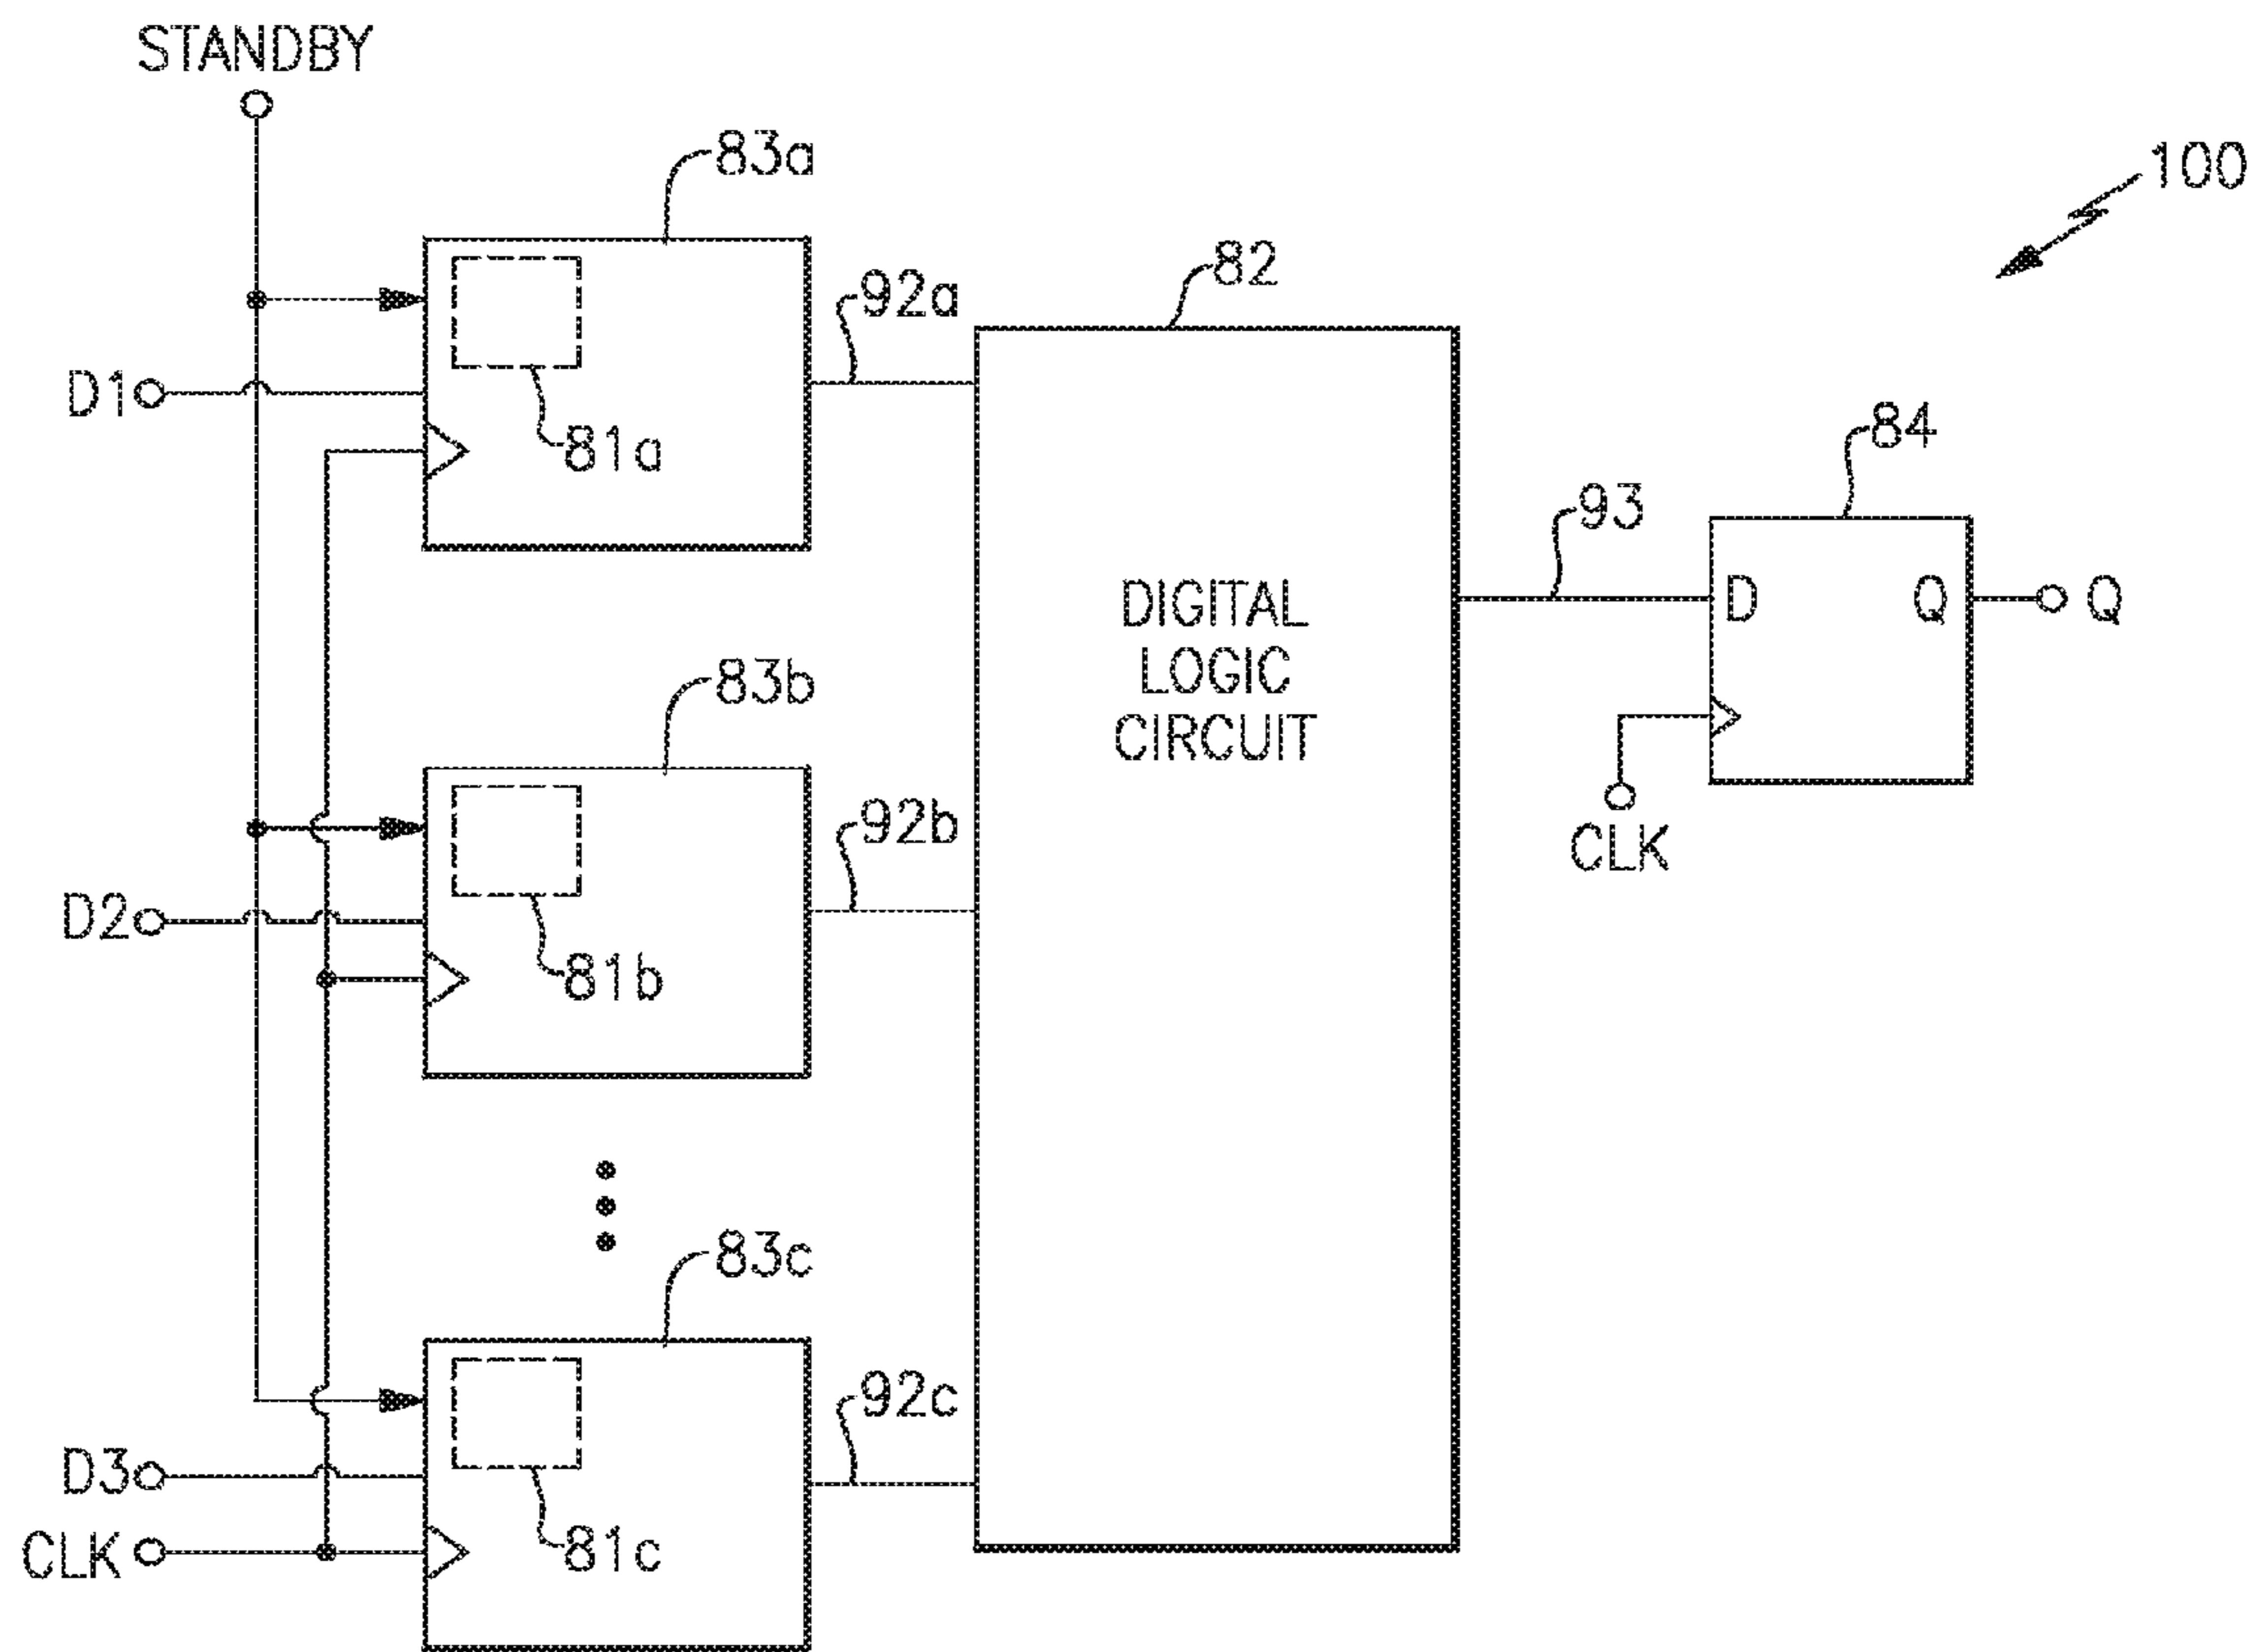 STANDBY
83a
100
82
92a
D1
81a
84
93
DIGITAL
LOGIC
CIRCUIT
D
Q
Q
83b
92b
CLK
D2
81b
83c
92c
D3
81c
CLK